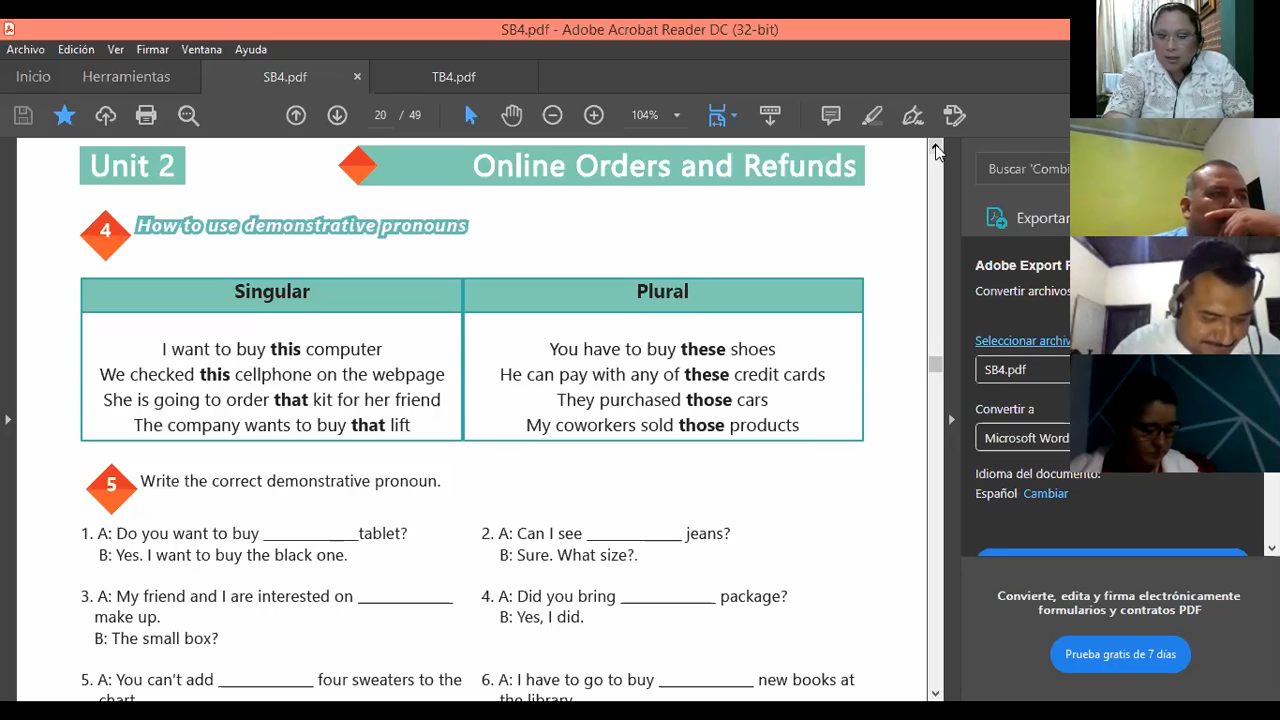 SB4.pdf - Adobe Acrobat Reader DC (32-bit)
Archivo Edición Ver Firmar Ventana Ayuda
Inicio Herramientas SB4.pdf × TB4.pdf
20 / 49 104%
Unit 2 Online Orders and Refunds
4 How to use demonstrative pronouns
Singular Plural
I want to buy this computer You have to buy these shoes
We checked this cellphone on the webpage He can pay with any of these credit cards
She is going to order that kit for her friend They purchased those cars
The company wants to buy that lift My coworkers sold those products
5 Write the correct demonstrative pronoun.
1. A: Do you want to buy ___________tablet? 2. A: Can I see ___________ jeans?
B: Yes. I want to buy the black one. B: Sure. What size?.
3. A: My friend and I are interested on ___________ 4. A: Did you bring ___________ package?
make up. B: Yes, I did.
B: The small box?
5. A: You can't add ___________ four sweaters to the 6. A: I have to go to buy ___________ new books at
chart. the library.
Buscar 'Combi
Exportar
Adobe Export P
Convertir archivos
Seleccionar archiv
SB4.pdf
Convertir a
Microsoft Word
Idioma del documento:
Español Cambiar
Convierte, edita y firma electrónicamente
formularios y contratos PDF
Prueba gratis de 7 días